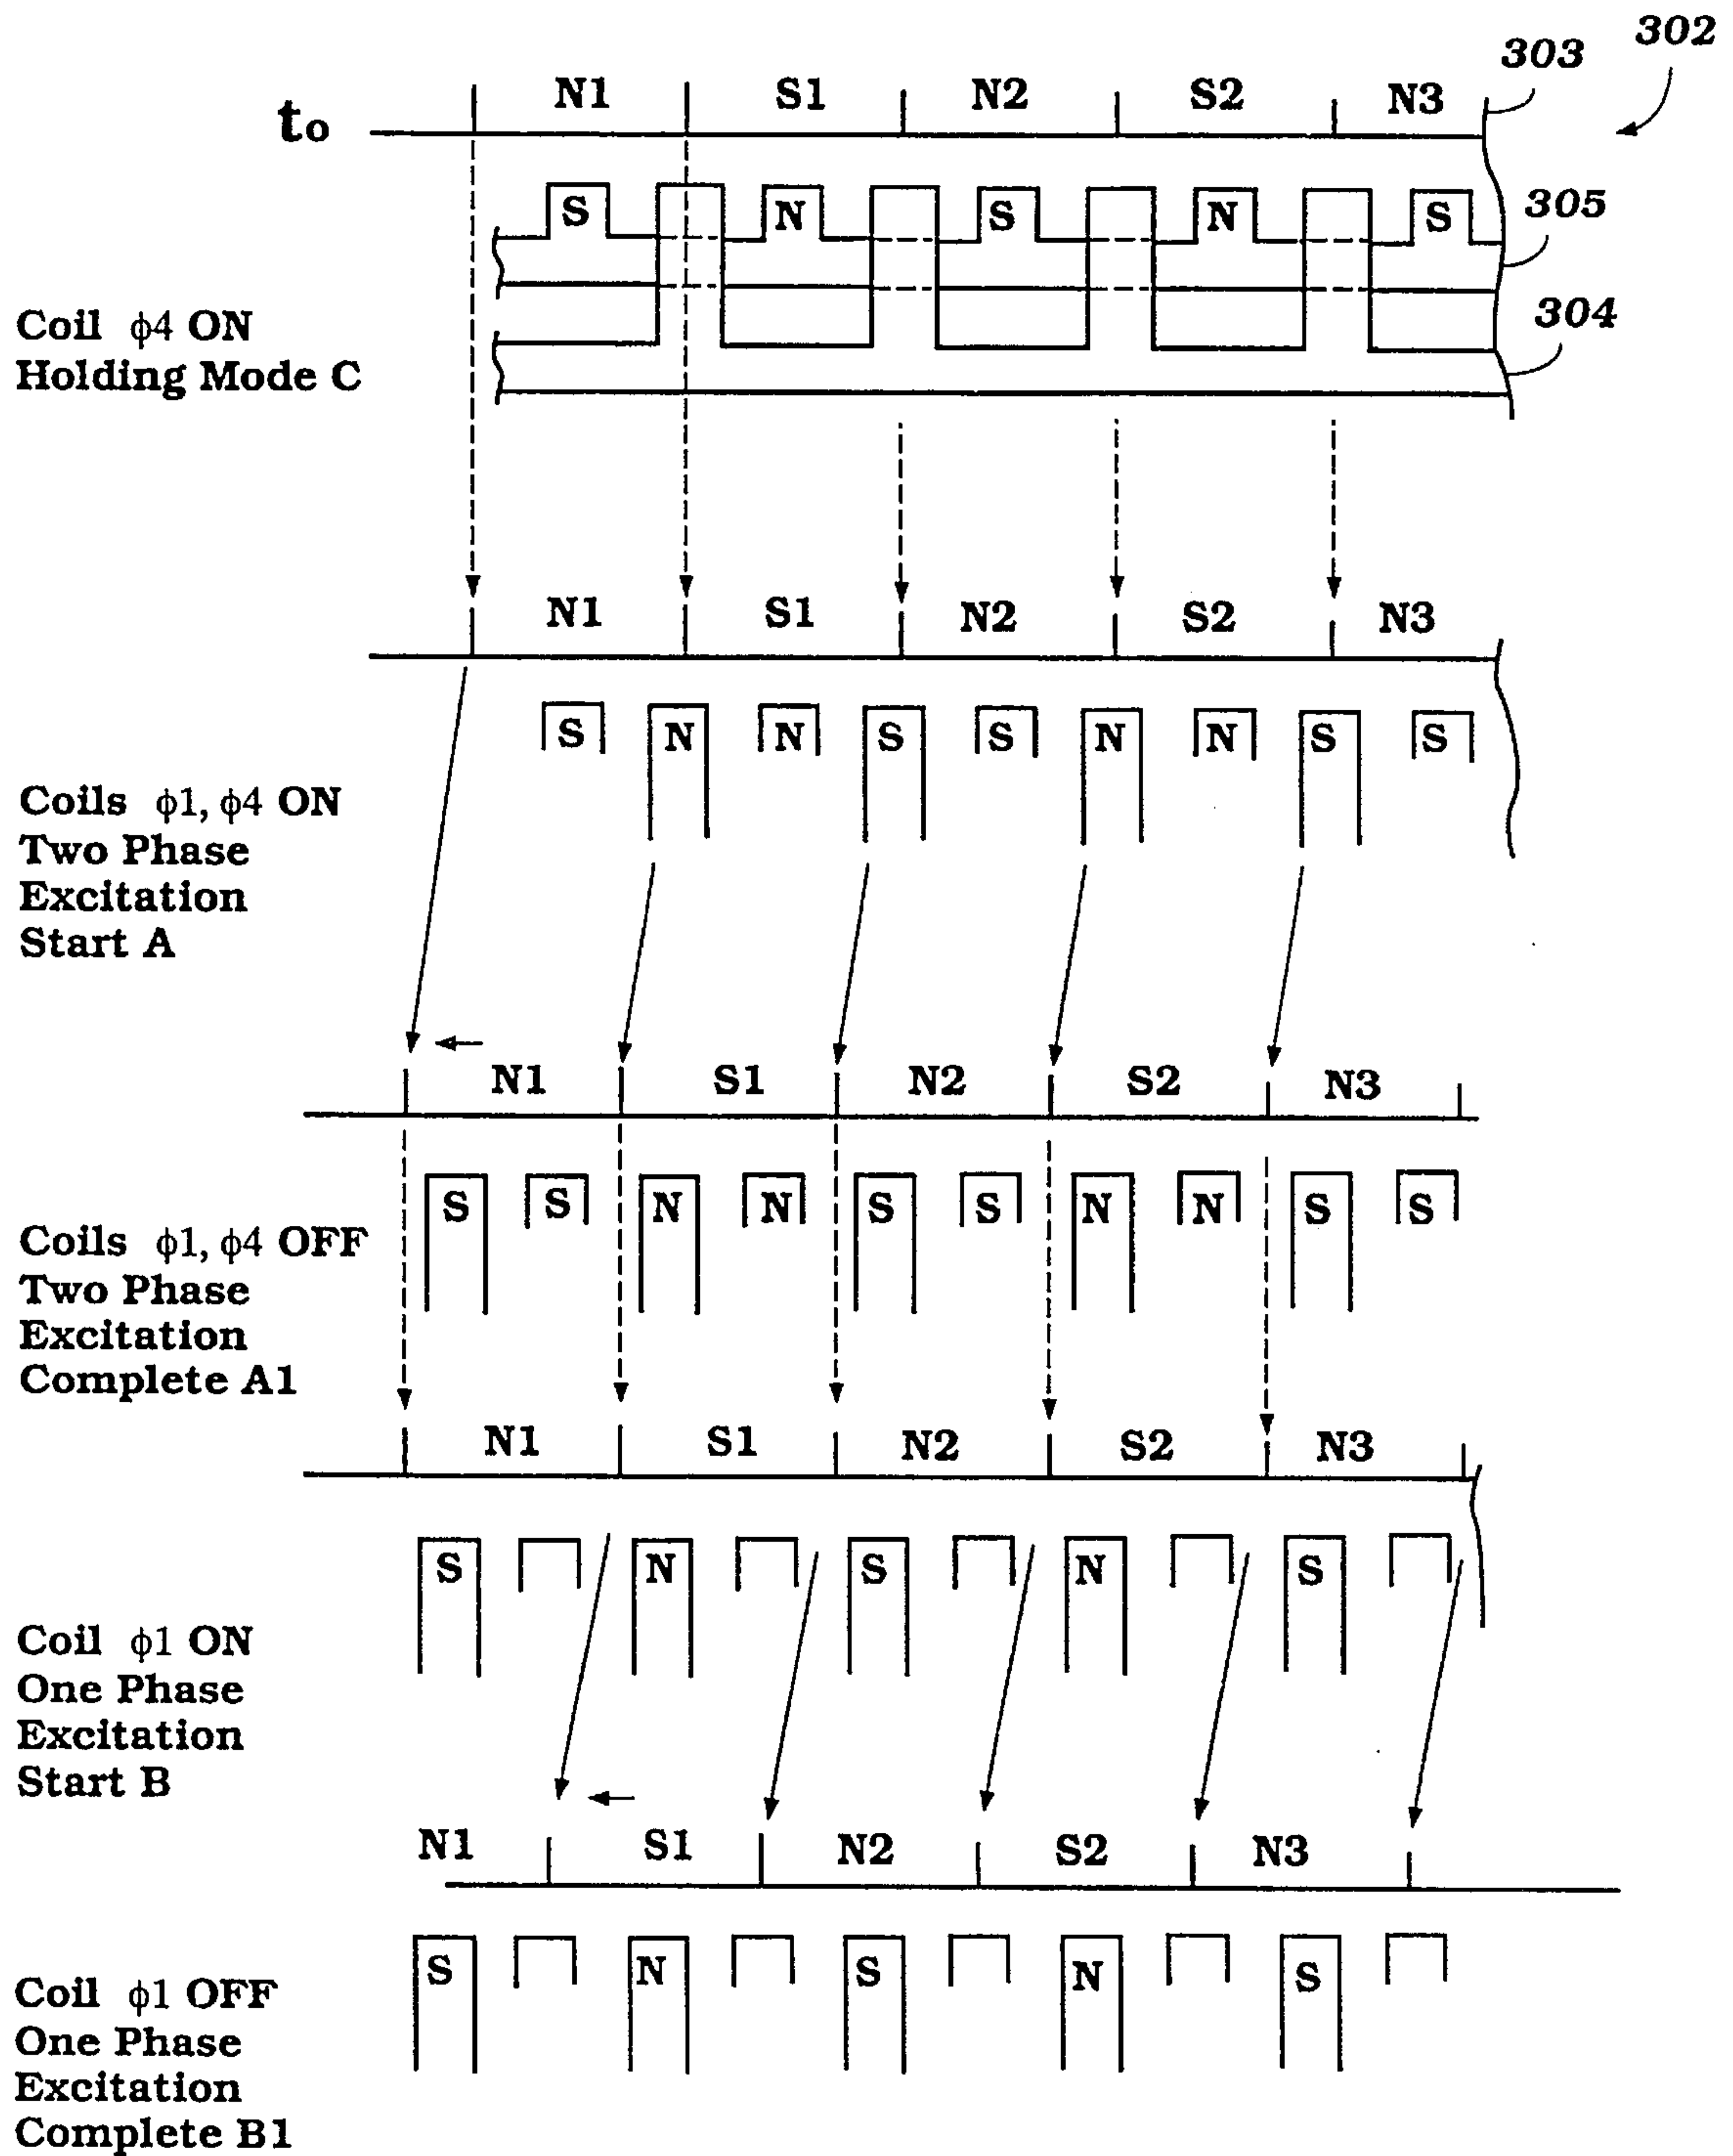 302
303
to N1 S1 N2 S2 N3
S N S N S
305
304
Coil ϕ4 ON
Holding Mode C
N1 S1 N2 S2 N3
S N N S S N N S S
Coils ϕ1, ϕ4 ON
Two Phase
Excitation
Start A
N1 S1 N2 S2 N3
S S N N S S N N S S
Coils ϕ1, ϕ4 OFF
Two Phase
Excitation
Complete A1
N1 S1 N2 S2 N3
S N S N S
Coil ϕ1 ON
One Phase
Excitation
Start B
N1 S1 N2 S2 N3
S N S N S
Coil ϕ1 OFF
One Phase
Excitation
Complete B1